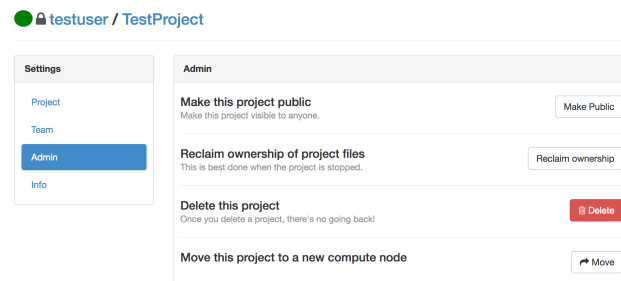 testuser / TestProject
Settings
Project
Team
Admin
Info
Admin
Make this project public
Make this project visible to anyone.
Make Public
Reclaim ownership of project files
This is best done when the project is stopped.
Reclaim ownership
Delete this project
Once you delete a project, there's no going back!
Delete
Move this project to a new compute node
Move